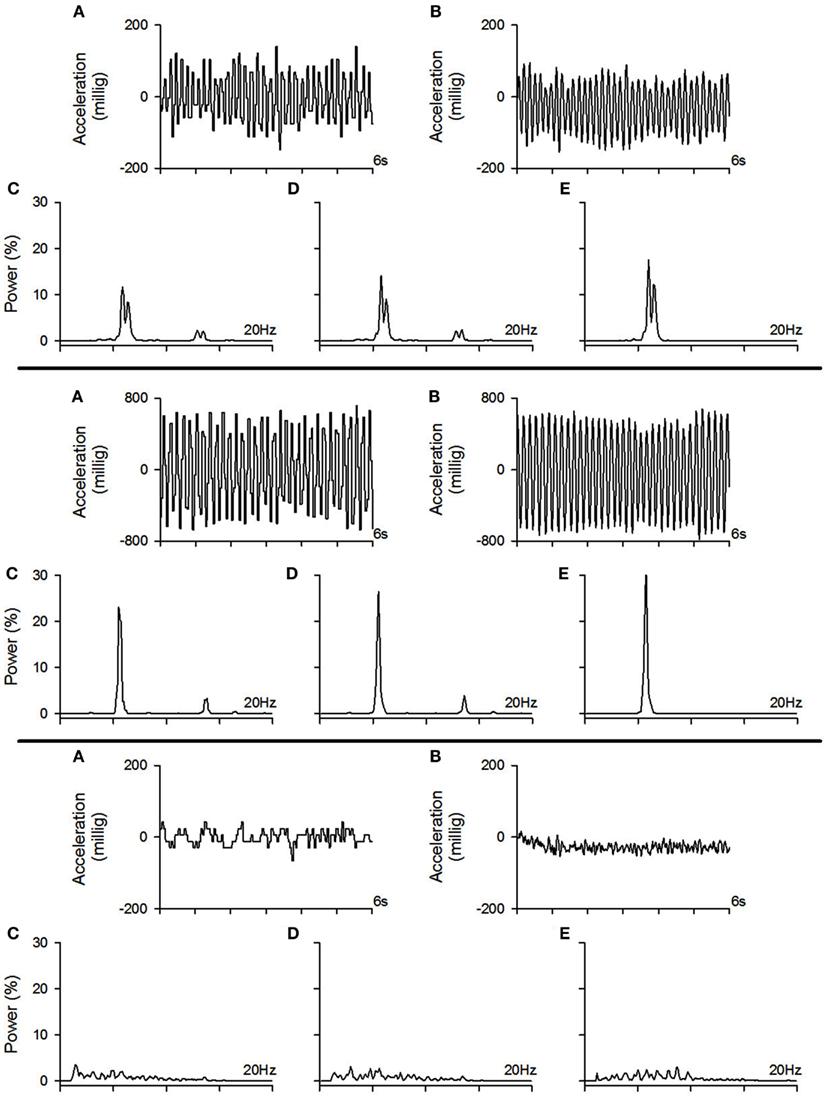 A
B
200
0
-200
Acceleration
(millig)
6s
200
0
-200
Acceleration
(millig)
6s
C
D
E
30
20
10
0
Power (%)
20Hz
20Hz
20Hz
A
B
800
0
-800
Acceleration
(millig)
6s
800
0
-800
Acceleration
(millig)
6s
C
D
E
30
20
10
0
Power (%)
20Hz
20Hz
20Hz
A
B
200
0
-200
Acceleration
(millig)
6s
200
0
-200
Acceleration
(millig)
6s
C
D
E
30
20
10
0
Power (%)
20Hz
20Hz
20Hz